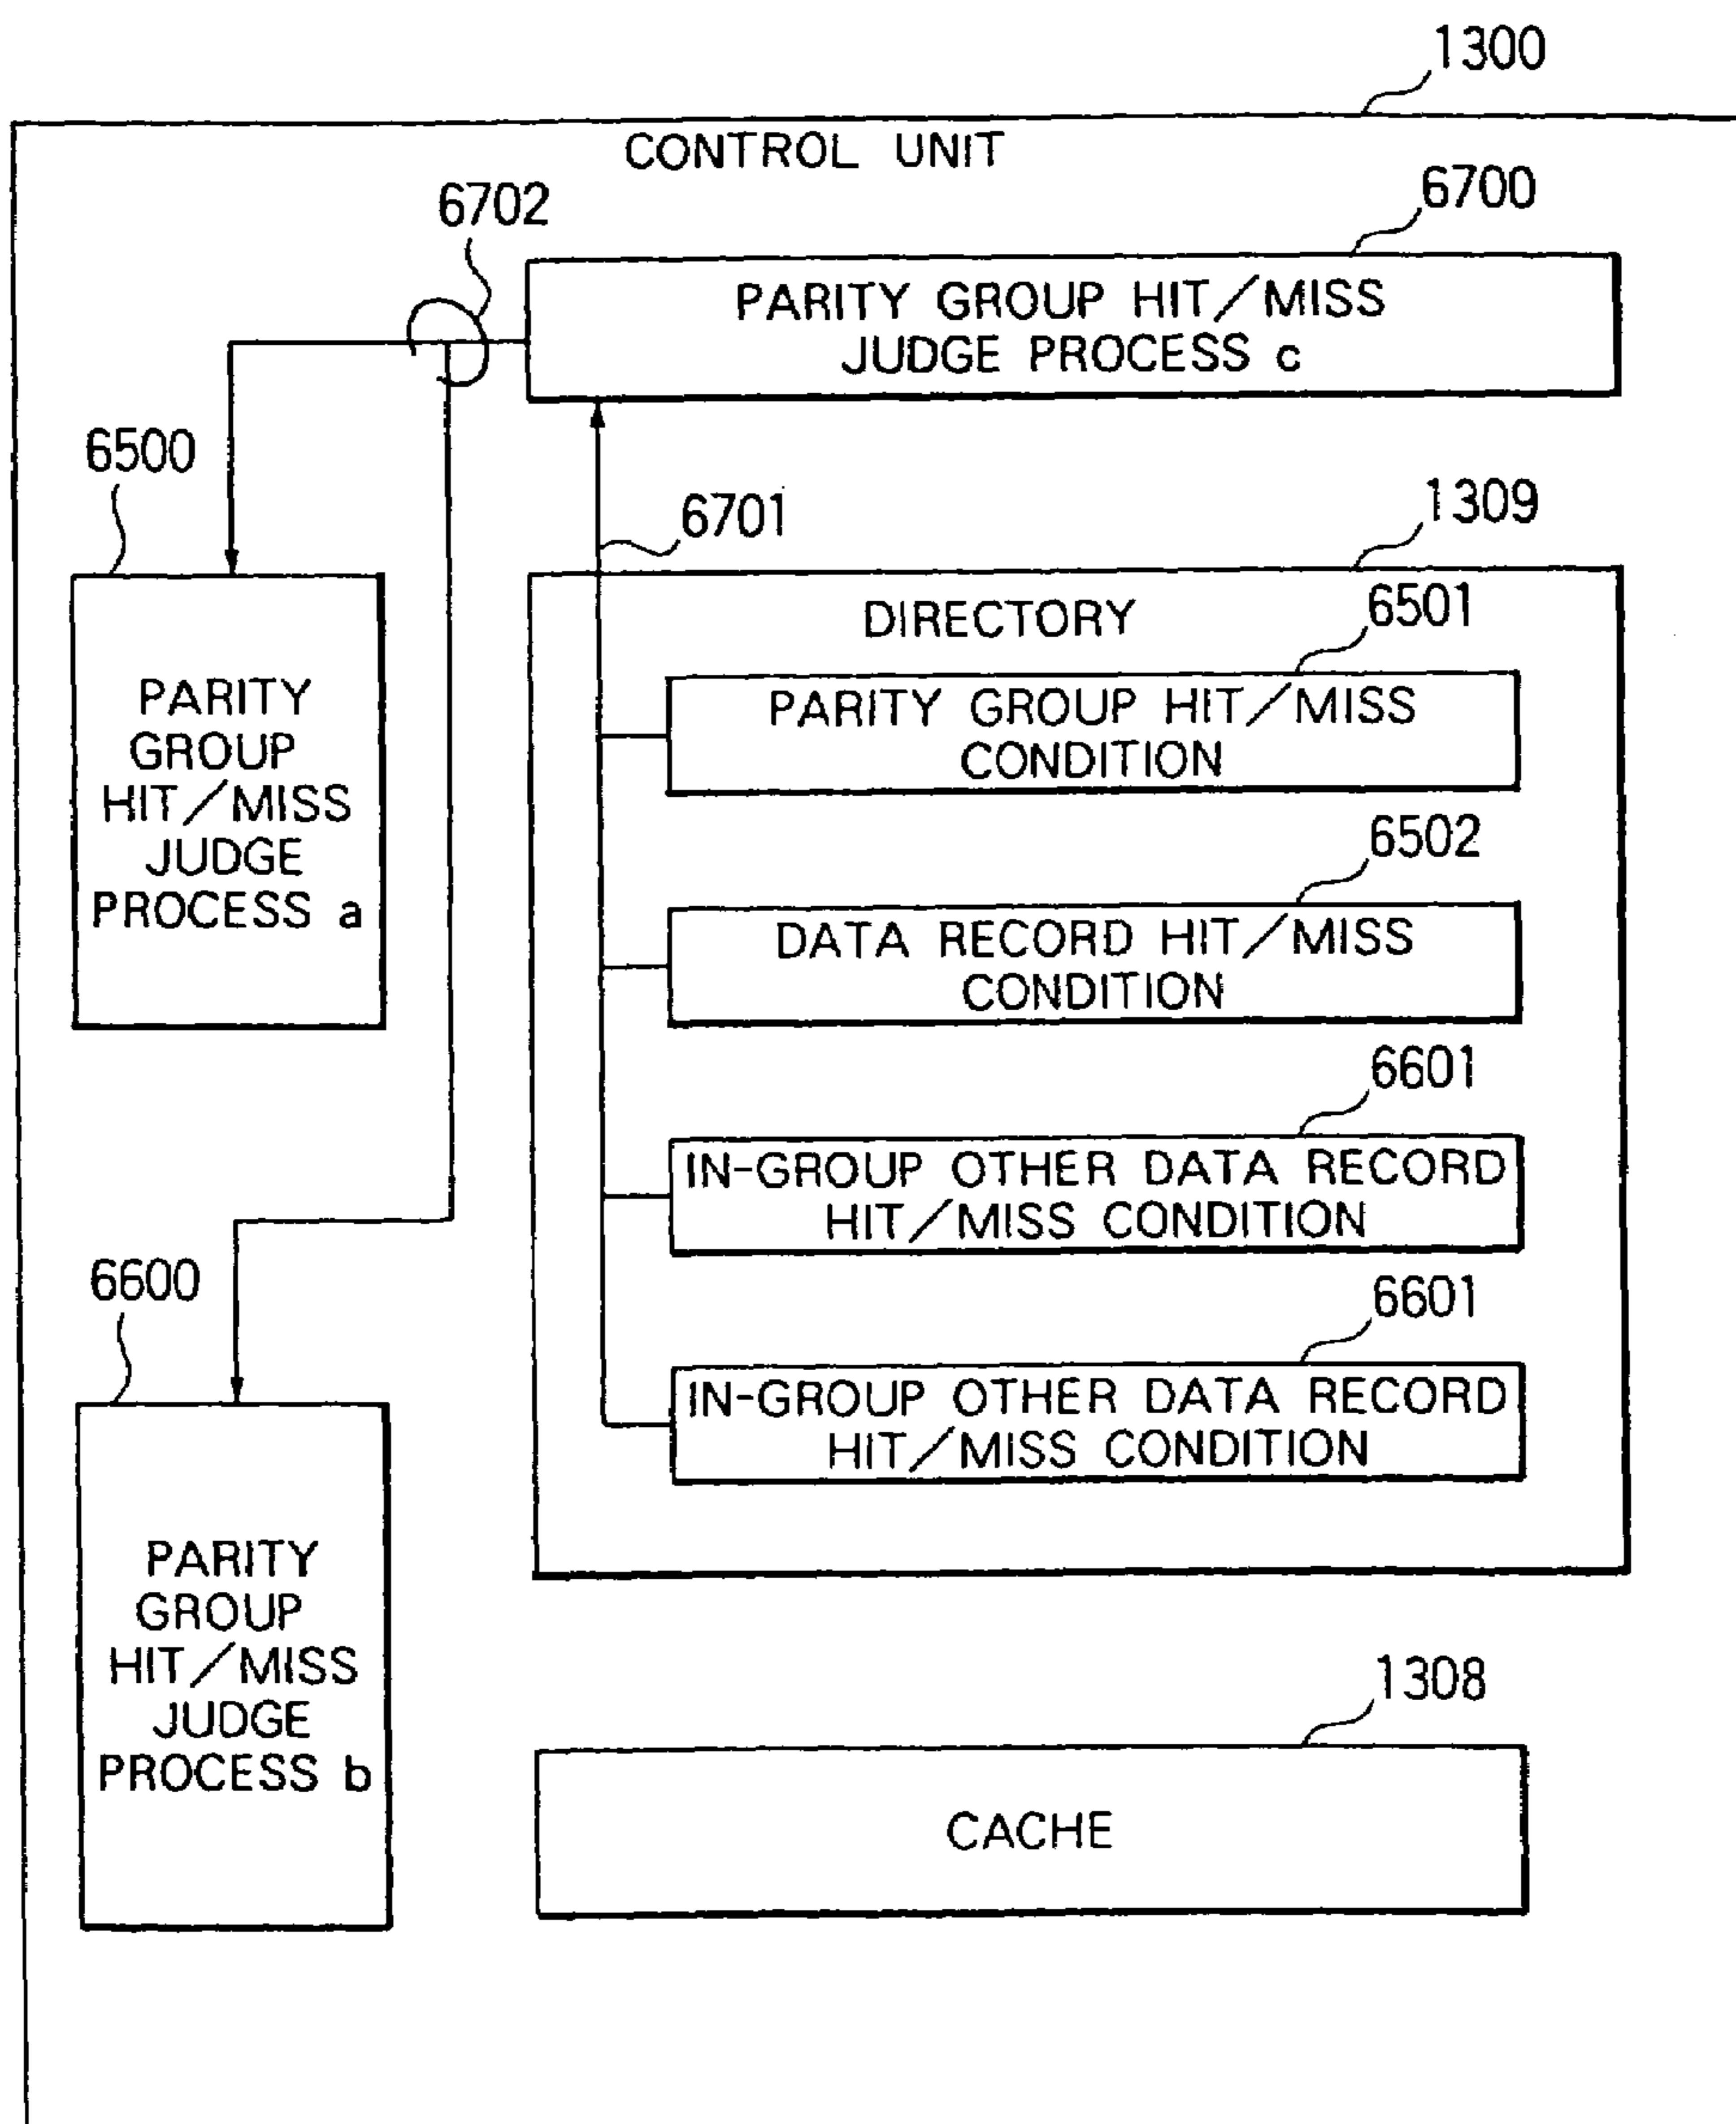 1300
CONTROL UNIT
6702
6700
PARITY GROUP HIT/MISS
JUDGE PROCESS c
6500
6701
1309
DIRECTORY
6501
PARITY GROUP HIT/MISS
CONDITION
PARITY
GROUP
HIT/MISS
JUDGE
PROCESS a
6502
DATA RECORD HIT/MISS
CONDITION
6601
IN-GROUP OTHER DATA RECORD
HIT/MISS CONDITION
6600
6601
IN-GROUP OTHER DATA RECORD
HIT/MISS CONDITION
PARITY
GROUP
HIT/MISS
JUDGE
PROCESS b
1308
CACHE